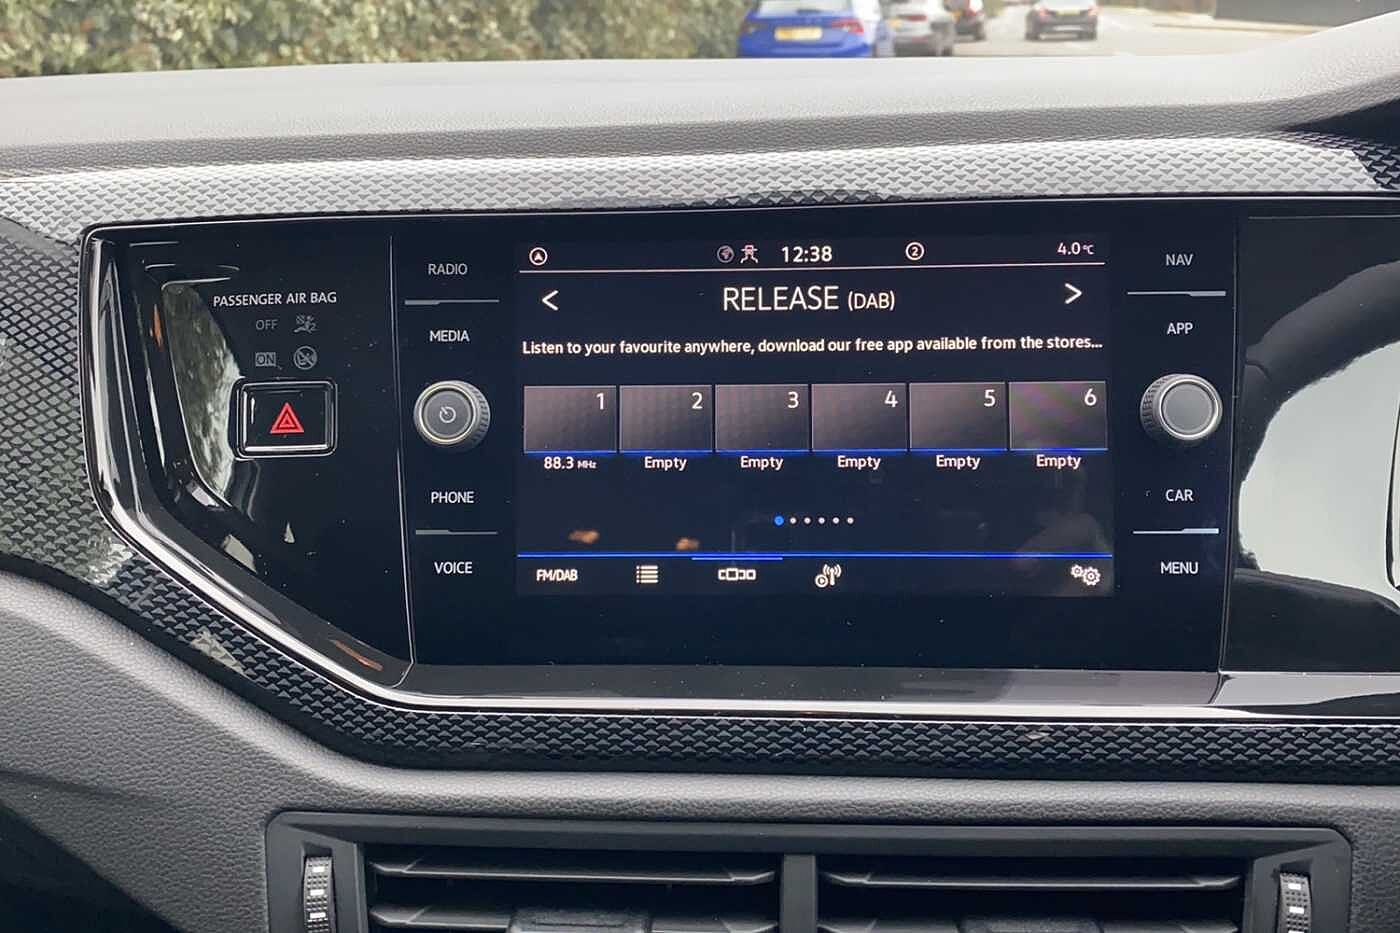 RADIO
MEDIA
PHONE
VOICE
PASSENGER AIR BAG
OFF
ON
2
12:38
2
4.0°C
< RELEASE (DAB) >
Listen to your favourite anywhere, download our free app available from the stores...
1 2 3 4 5 6
88.3 MHz Empty Empty Empty Empty Empty
FM/DAB
NAV
APP
CAR
MENU